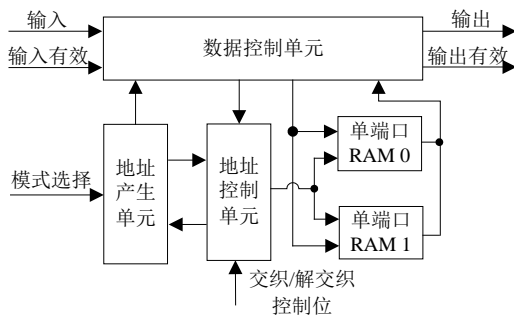 输入
输出
数据控制单元
输入有效
输出有效
模式选择
地址
产生
单元
地址
控制
单元
单端口
RAM 0
单端口
RAM 1
交织/解交织
控制位